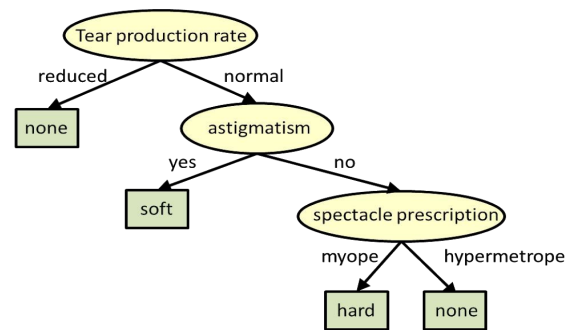 Tear production rate
reduced
normal
none
astigmatism
yes
no
soft
spectacle prescription
myope
hypermetrope
hard
none